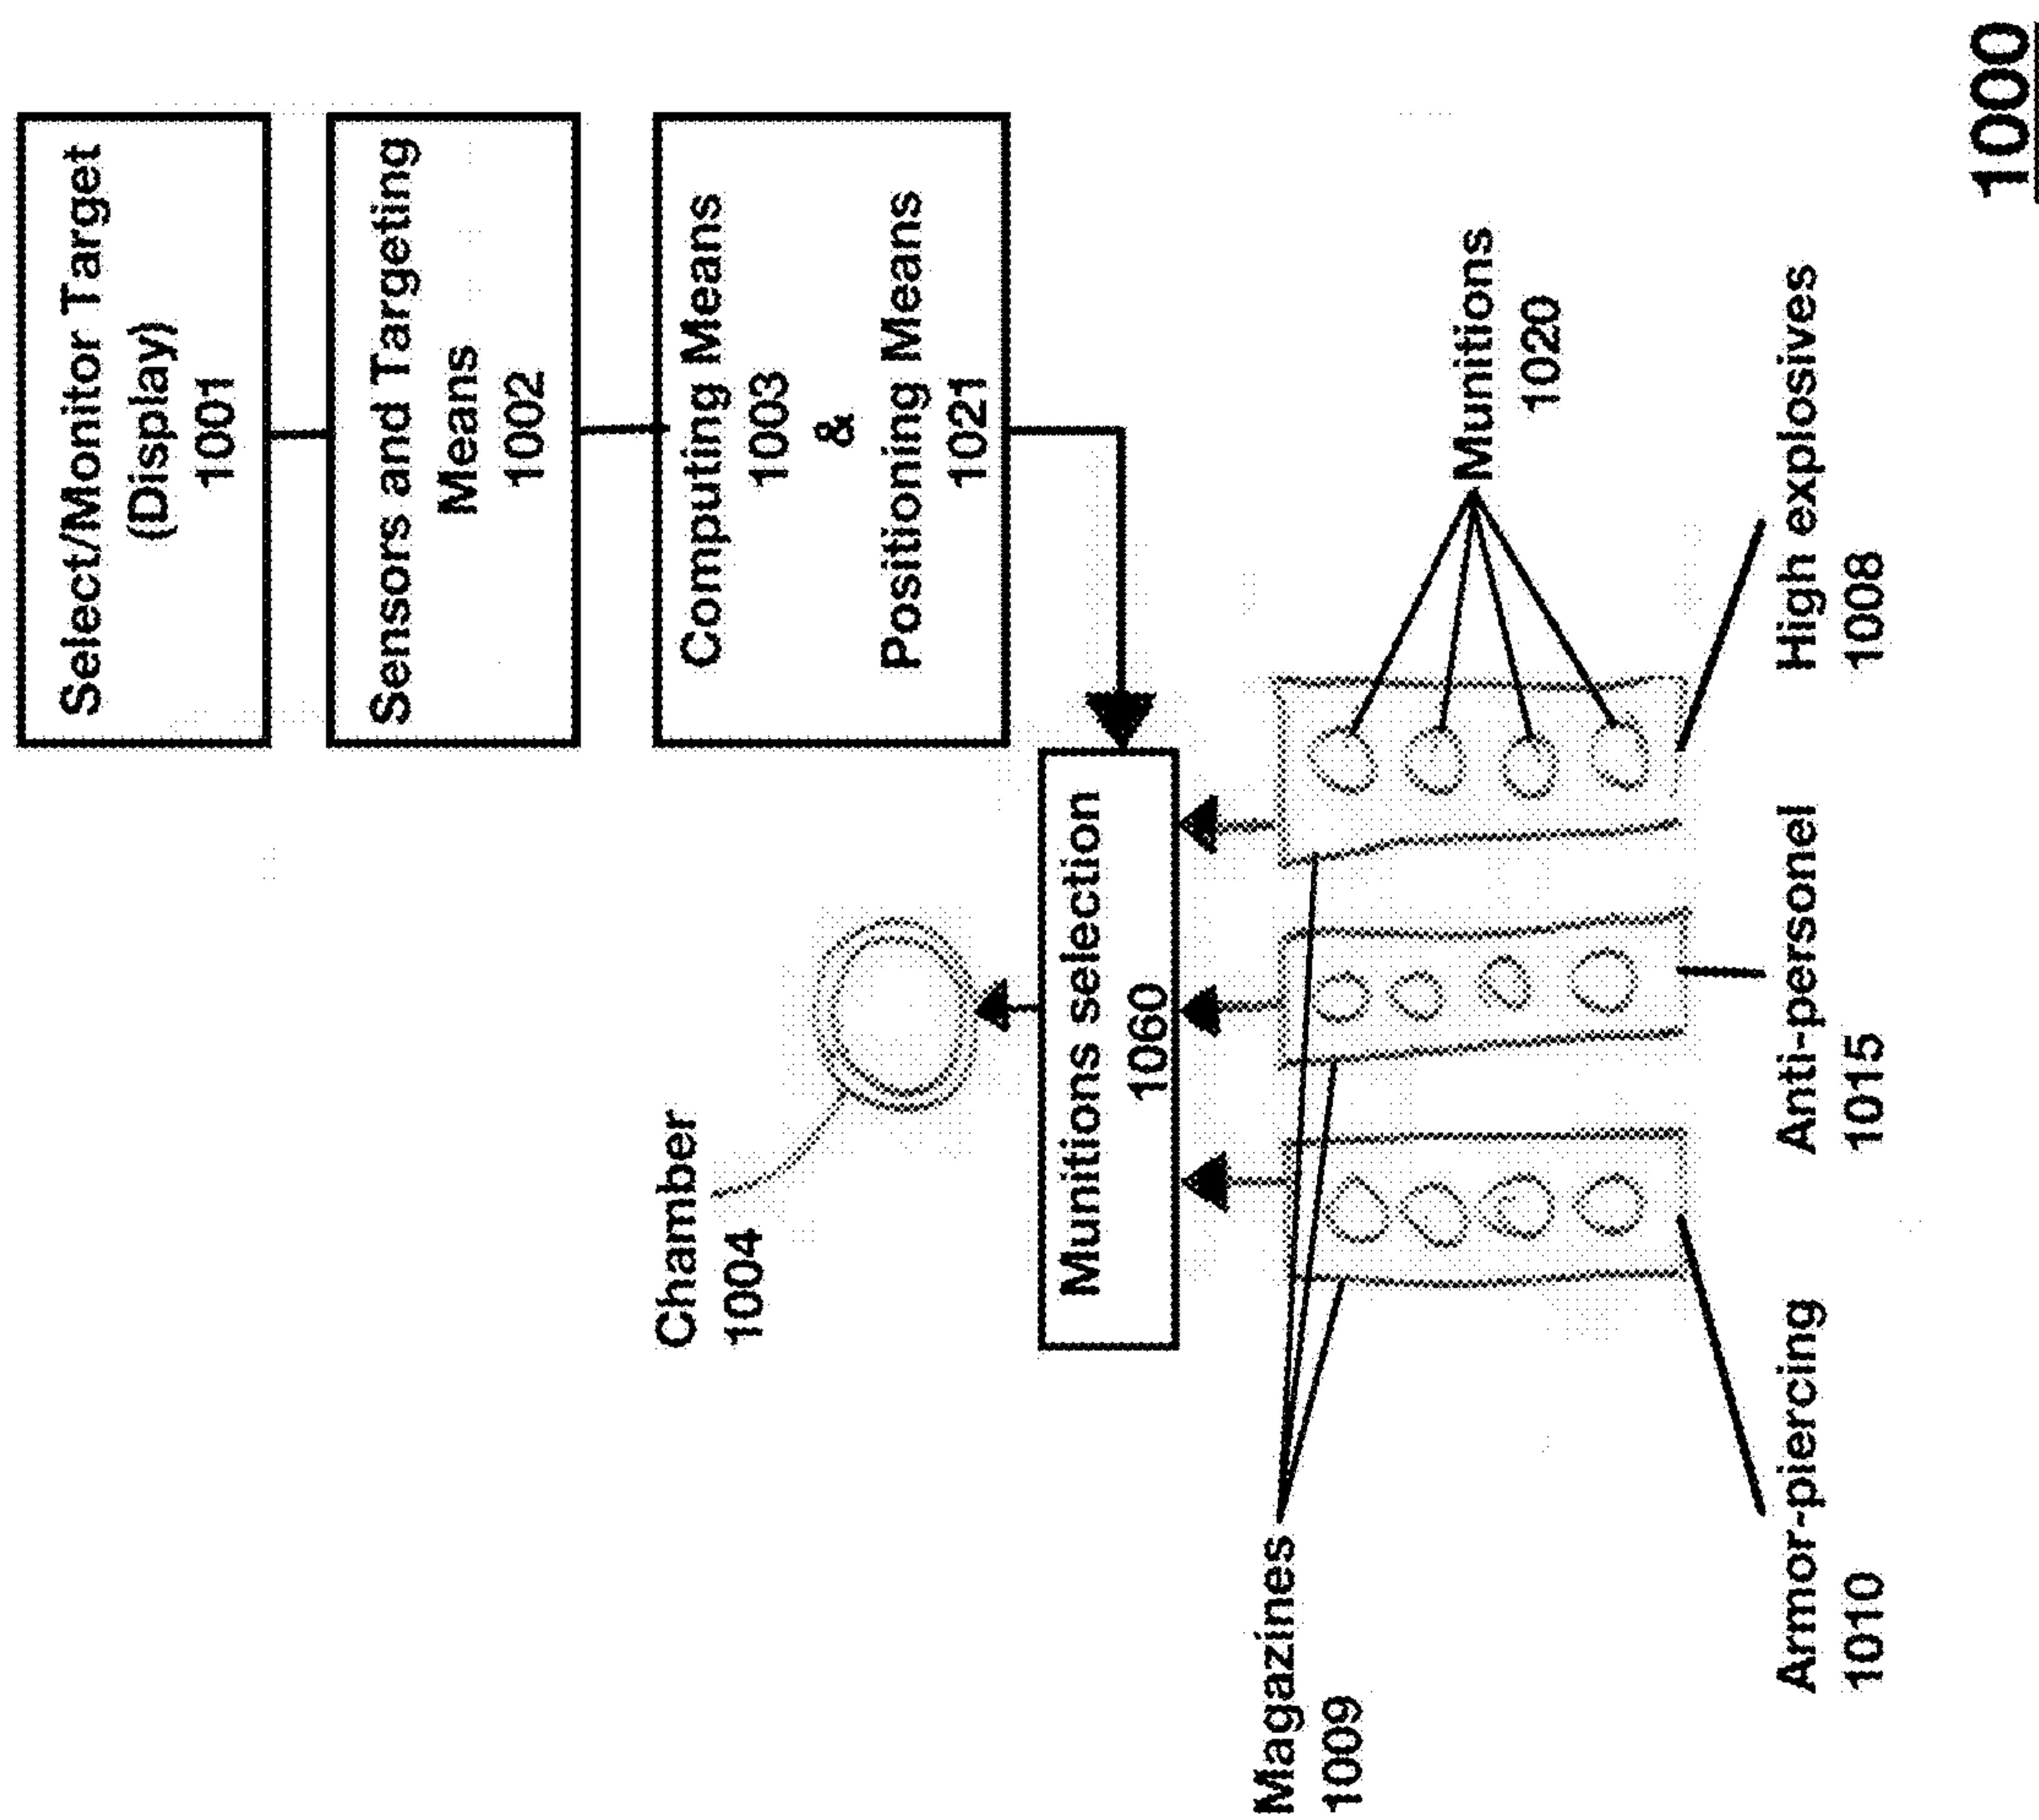 Select/Monitor Target
(Display)
1001
Sensors and Targeting
Means
1002
Computing Means
1003
&
Positioning Means
1021
Chamber
1004
Munitions selection
1060
Magazines
1009
Munitions
1020
Armor-piercing
1010
Anti-personel
1015
High explosives
1008
1000